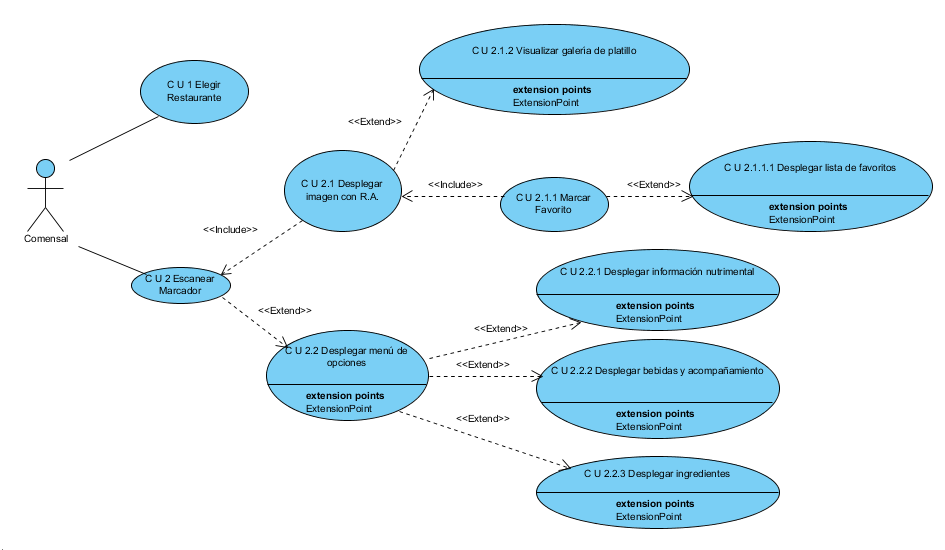 C U 2.1.2 Visualizar galería de platillo
extension points
ExtensionPoint
C U 1 Elegir
Restaurante
<<Extend>>
C U 2.1 Desplegar
imagen con R.A.
<<Include>>
C U 2.1.1 Marcar
Favorito
<<Extend>>
C U 2.1.1.1 Desplegar lista de favoritos
extension points
ExtensionPoint
Comensal
<<Include>>
C U 2 Escanear
Marcador
<<Extend>>
C U 2.2 Desplegar menú de
opciones
extension points
ExtensionPoint
<<Extend>>
C U 2.2.1 Desplegar información nutrimental
extension points
ExtensionPoint
<<Extend>>
C U 2.2.2 Desplegar bebidas y acompañamiento
extension points
ExtensionPoint
<<Extend>>
C U 2.2.3 Desplegar ingredientes
extension points
ExtensionPoint